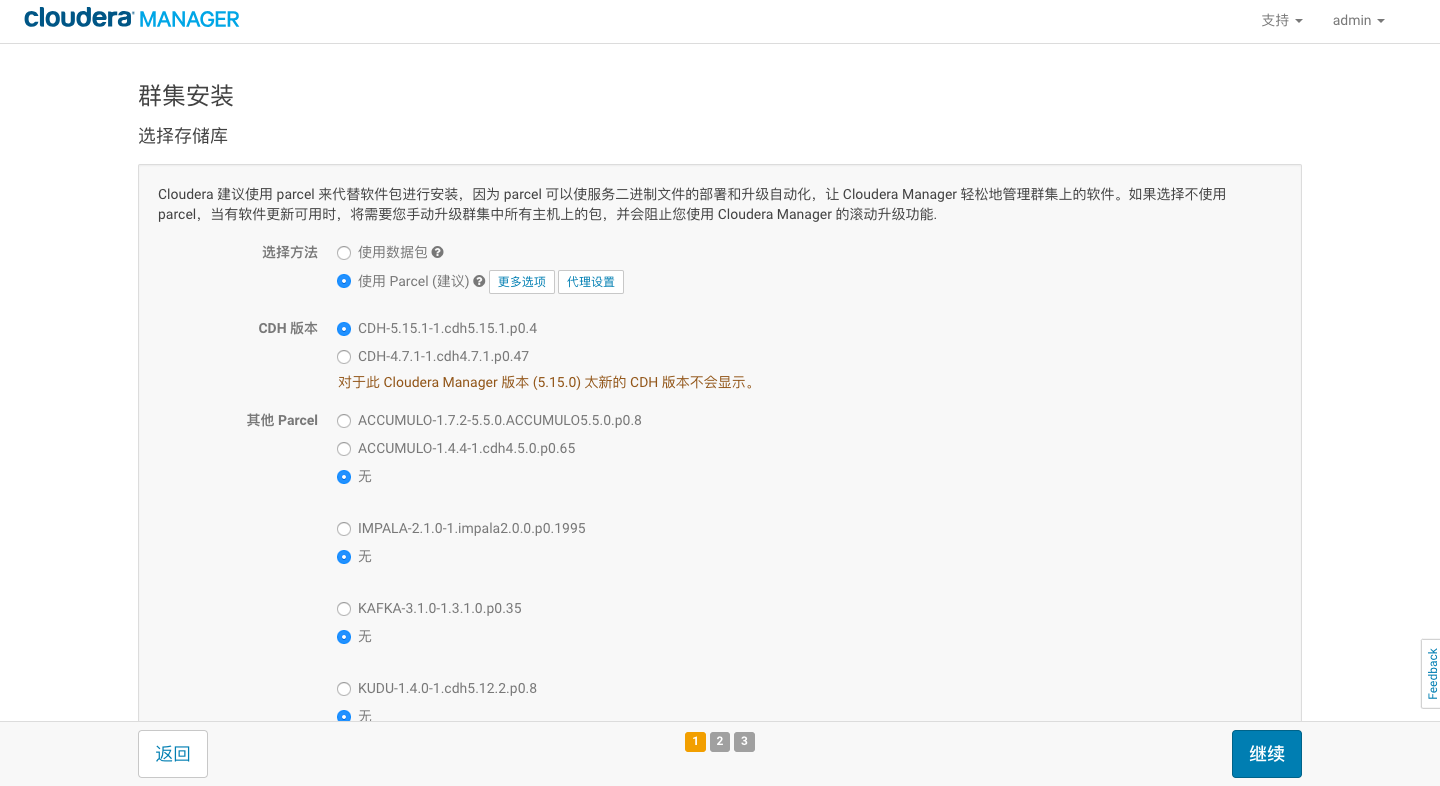 cloudera MANAGER
支持 admin
群集安装
选择存储库
Cloudera 建议使用 parcel 来代替软件包进行安装，因为 parcel 可以使服务二进制文件的部署和升级自动化，让 Cloudera Manager 轻松地管理群集上的软件。如果选择不使用
parcel，当有软件更新可用时，将需要您手动升级群集中所有主机上的包，并会阻止您使用 Cloudera Manager 的滚动升级功能.
选择方法 使用数据包 ?
使用 Parcel (建议) ? 更多选项 代理设置
CDH 版本 CDH-5.15.1-1.cdh5.15.1.p0.4
CDH-4.7.1-1.cdh4.7.1.p0.47
对于此 Cloudera Manager 版本 (5.15.0) 太新的 CDH 版本不会显示。
其他 Parcel ACCUMULO-1.7.2-5.5.0.ACCUMULO5.5.0.p0.8
ACCUMULO-1.4.4-1.cdh4.5.0.p0.65
无
IMPALA-2.1.0-1.impala2.0.0.p0.1995
无
KAFKA-3.1.0-1.3.1.0.p0.35
无
KUDU-1.4.0-1.cdh5.12.2.p0.8
无
Feedback
返回 1 2 3 继续